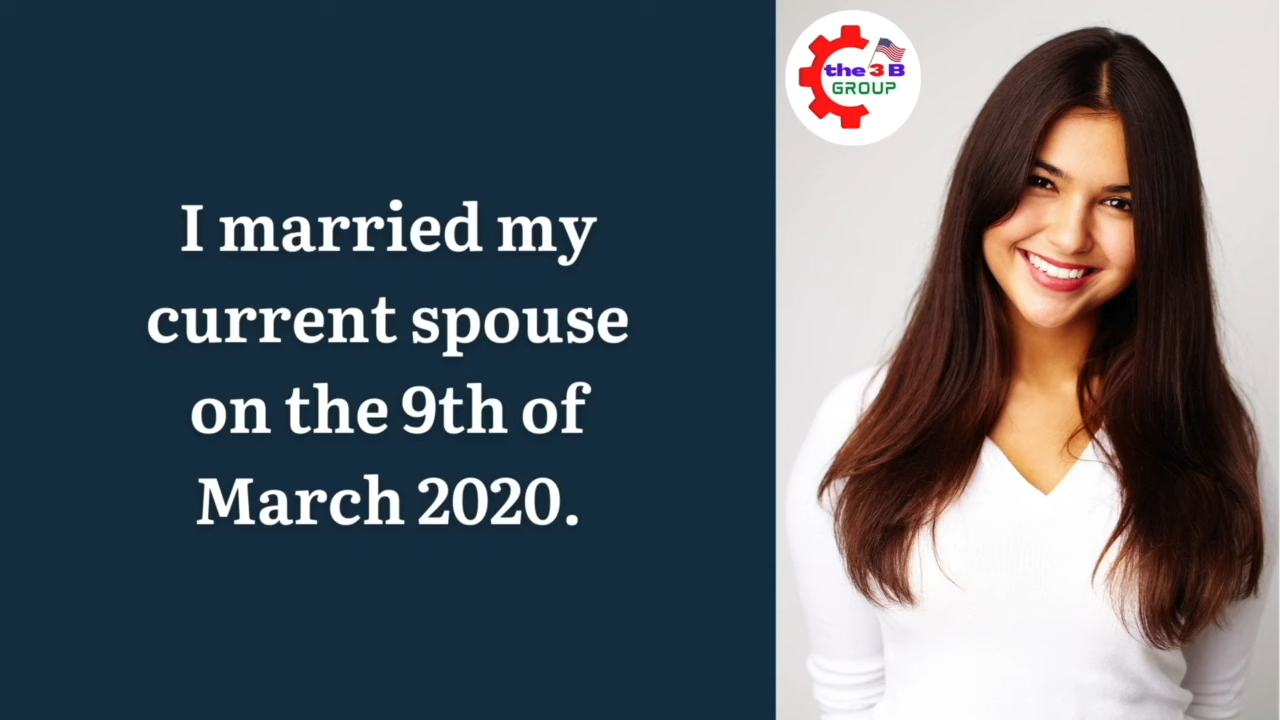 I married my
current spouse
on the 9th of
March 2020.
the 3 B
GROUP